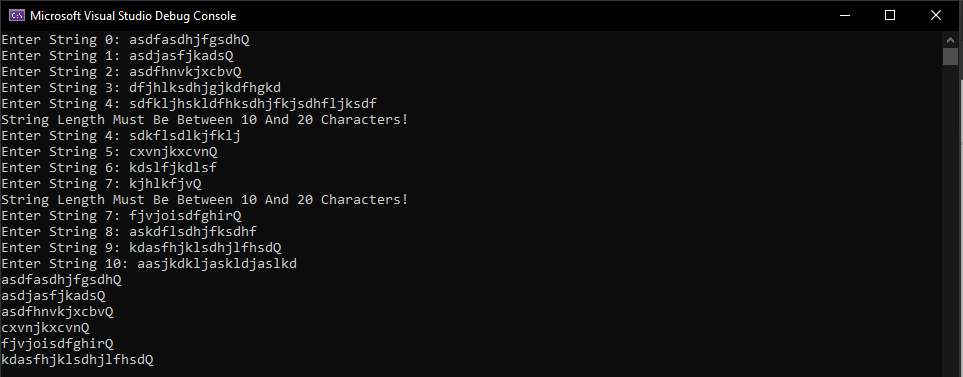 Microsoft Visual Studio Debug Console
Enter String 0: asdfasdhjfgsdhQ
Enter String 1: asdjasfjkadsQ
Enter String 2: asdfhnvkjxcbvQ
Enter String 3: dfjhlksdhjgjkdfhgkd
Enter String 4: sdfkljhskldfhksdhjfkjsdhfljksdf
String Length Must Be Between 10 And 20 Characters!
Enter String 4: sdkflsdlkjfklj
Enter String 5: cxvnjkxcvnQ
Enter String 6: kdslfjkdlsf
Enter String 7: kjhlkfjvQ
String Length Must Be Between 10 And 20 Characters!
Enter String 7: fjvjoisdfghirQ
Enter String 8: askdflsdhjfksdhf
Enter String 9: kdasfhjklsdhjlfhsdQ
Enter String 10: aasjkdkljaskldjaslkd
asdfasdhjfgsdhQ
asdjasfjkadsQ
asdfhnvkjxcbvQ
cxvnjkxcvnQ
fjvjoisdfghirQ
kdasfhjklsdhjlfhsdQ